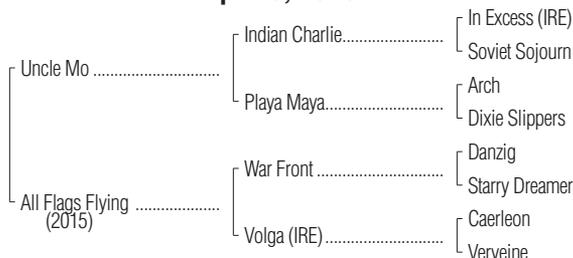 In Excess (IRE)
Indian Charlie
Soviet Sojourn
Uncle Mo
Arch
Playa Maya
Dixie Slippers
Danzig
War Front
Starry Dreamer
All Flags Flying
(2015)
Caerleon
Volga (IRE)
Verveine